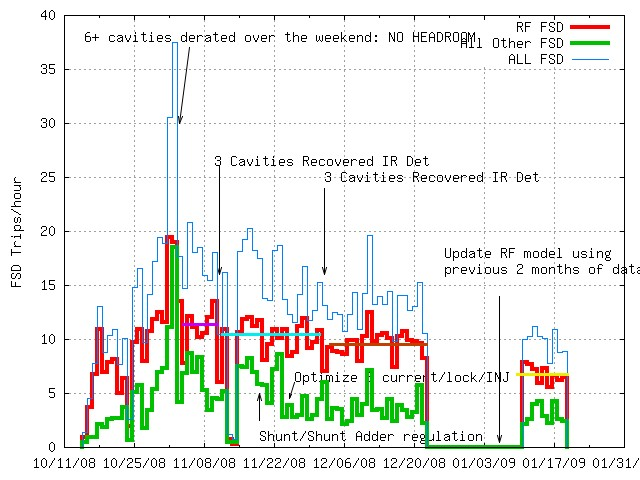 40
6+ cavities derated over the weekend: NO HEADROOM
RF FSD
All Other FSD
ALL FSD
35
30
3 Cavities Recovered IR Det
25
3 Cavities Recovered IR Det
FSD Trips/hour
20
Update RF model using
previous 2 months of data
15
10
Optimize current/lock/INJ
5
Shunt/Shunt Adder regulation
0
10/11/08 10/25/08 11/08/08 11/22/08 12/06/08 12/20/08 01/03/09 01/17/09 01/31/